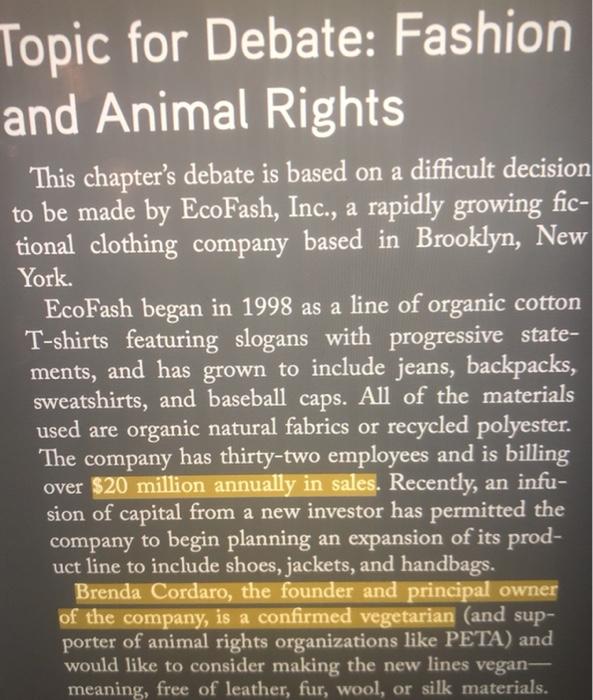 Topic for Debate: Fashion
and Animal Rights
This chapter's debate is based on a difficult decision
to be made by EcoFash, Inc., a rapidly growing fic-
tional clothing company based in Brooklyn, New
York.
EcoFash began in 1998 as a line of organic cotton
T-shirts featuring slogans with progressive state-
ments, and has grown to include jeans, backpacks,
sweatshirts, and baseball caps. All of the materials
used are organic natural fabrics or recycled polyester.
The company has thirty-two employees and is billing
over $20 million annually in sales. Recently, an infu-
sion of capital from a new investor has permitted the
company to begin planning an expansion of its prod-
uct line to include shoes, jackets, and handbags.
Brenda Cordaro, the founder and principal owner
of the company, is a confirmed vegetarian (and sup-
porter of animal rights organizations like PETA) and
would like to consider making the new lines vegan—
meaning, free of leather, fur, wool, or silk materials.